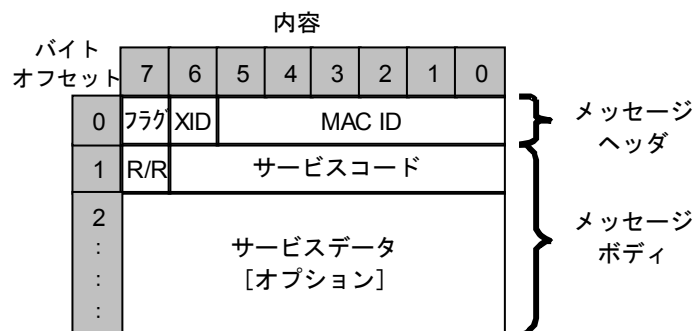 内容
バイト
オフセット
7 6 5 4 3 2 1 0
0 フラグ XID MAC ID
メッセージ
ヘッダ
1 R/R サービスコード
2
:
:
:
サービスデータ
[オプション]
メッセージ
ボディ